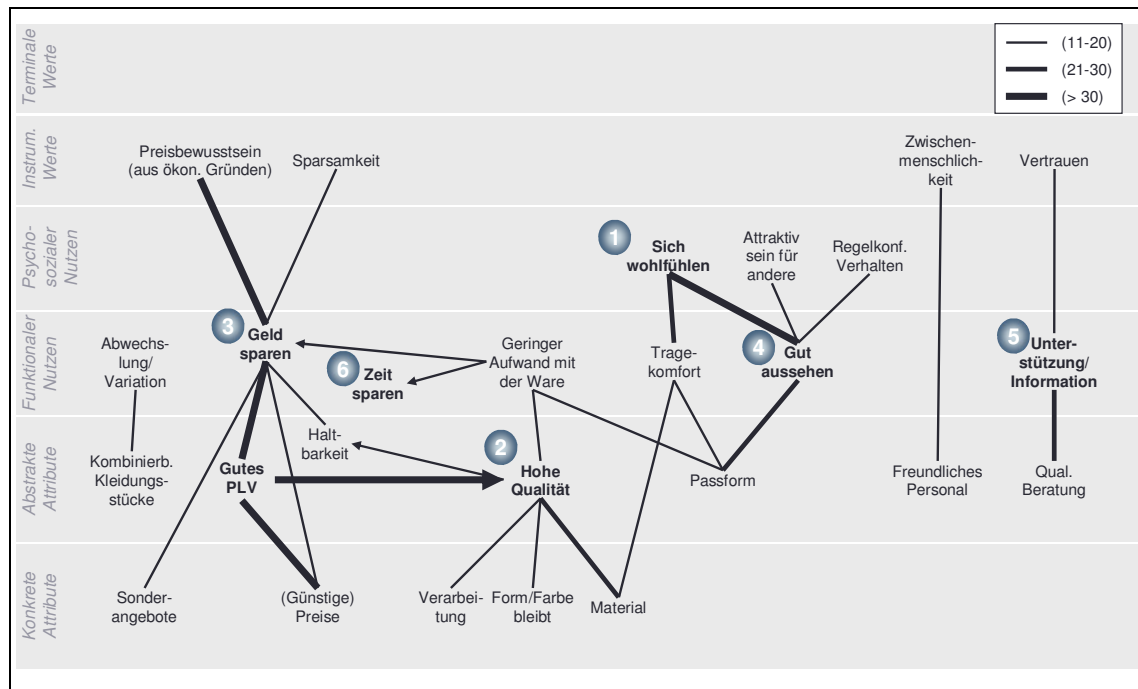 Terminale
Werte
(11-20)
(21-30)
(> 30)
Instrum.
Werte
Preisbewusstsein
(aus ökon. Gründen)
Sparsamkeit
Zwischen-
menschlich-
keit
Vertrauen
Psycho-
sozialer
Nutzen
1
Sich
wohlfühlen
Attraktiv
sein für
andere
Regelkonf.
Verhalten
Funktionaler
Nutzen
Abwechs-
lung/
Variation
3
Geld
sparen
6
Zeit
sparen
Geringer
Aufwand mit
der Ware
Trage-
komfort
4
Gut
aussehen
5
Unter-
stützung/
Information
Abstrakte
Attribute
Kombinierb.
Kleidungs-
stücke
Gutes
PLV
Halt-
barkeit
2
Hohe
Qualität
Passform
Freundliches
Personal
Qual.
Beratung
Konkrete
Attribute
Sonder-
angebote
(Günstige)
Preise
Verarbei-
tung
Form/Farbe
bleibt
Material